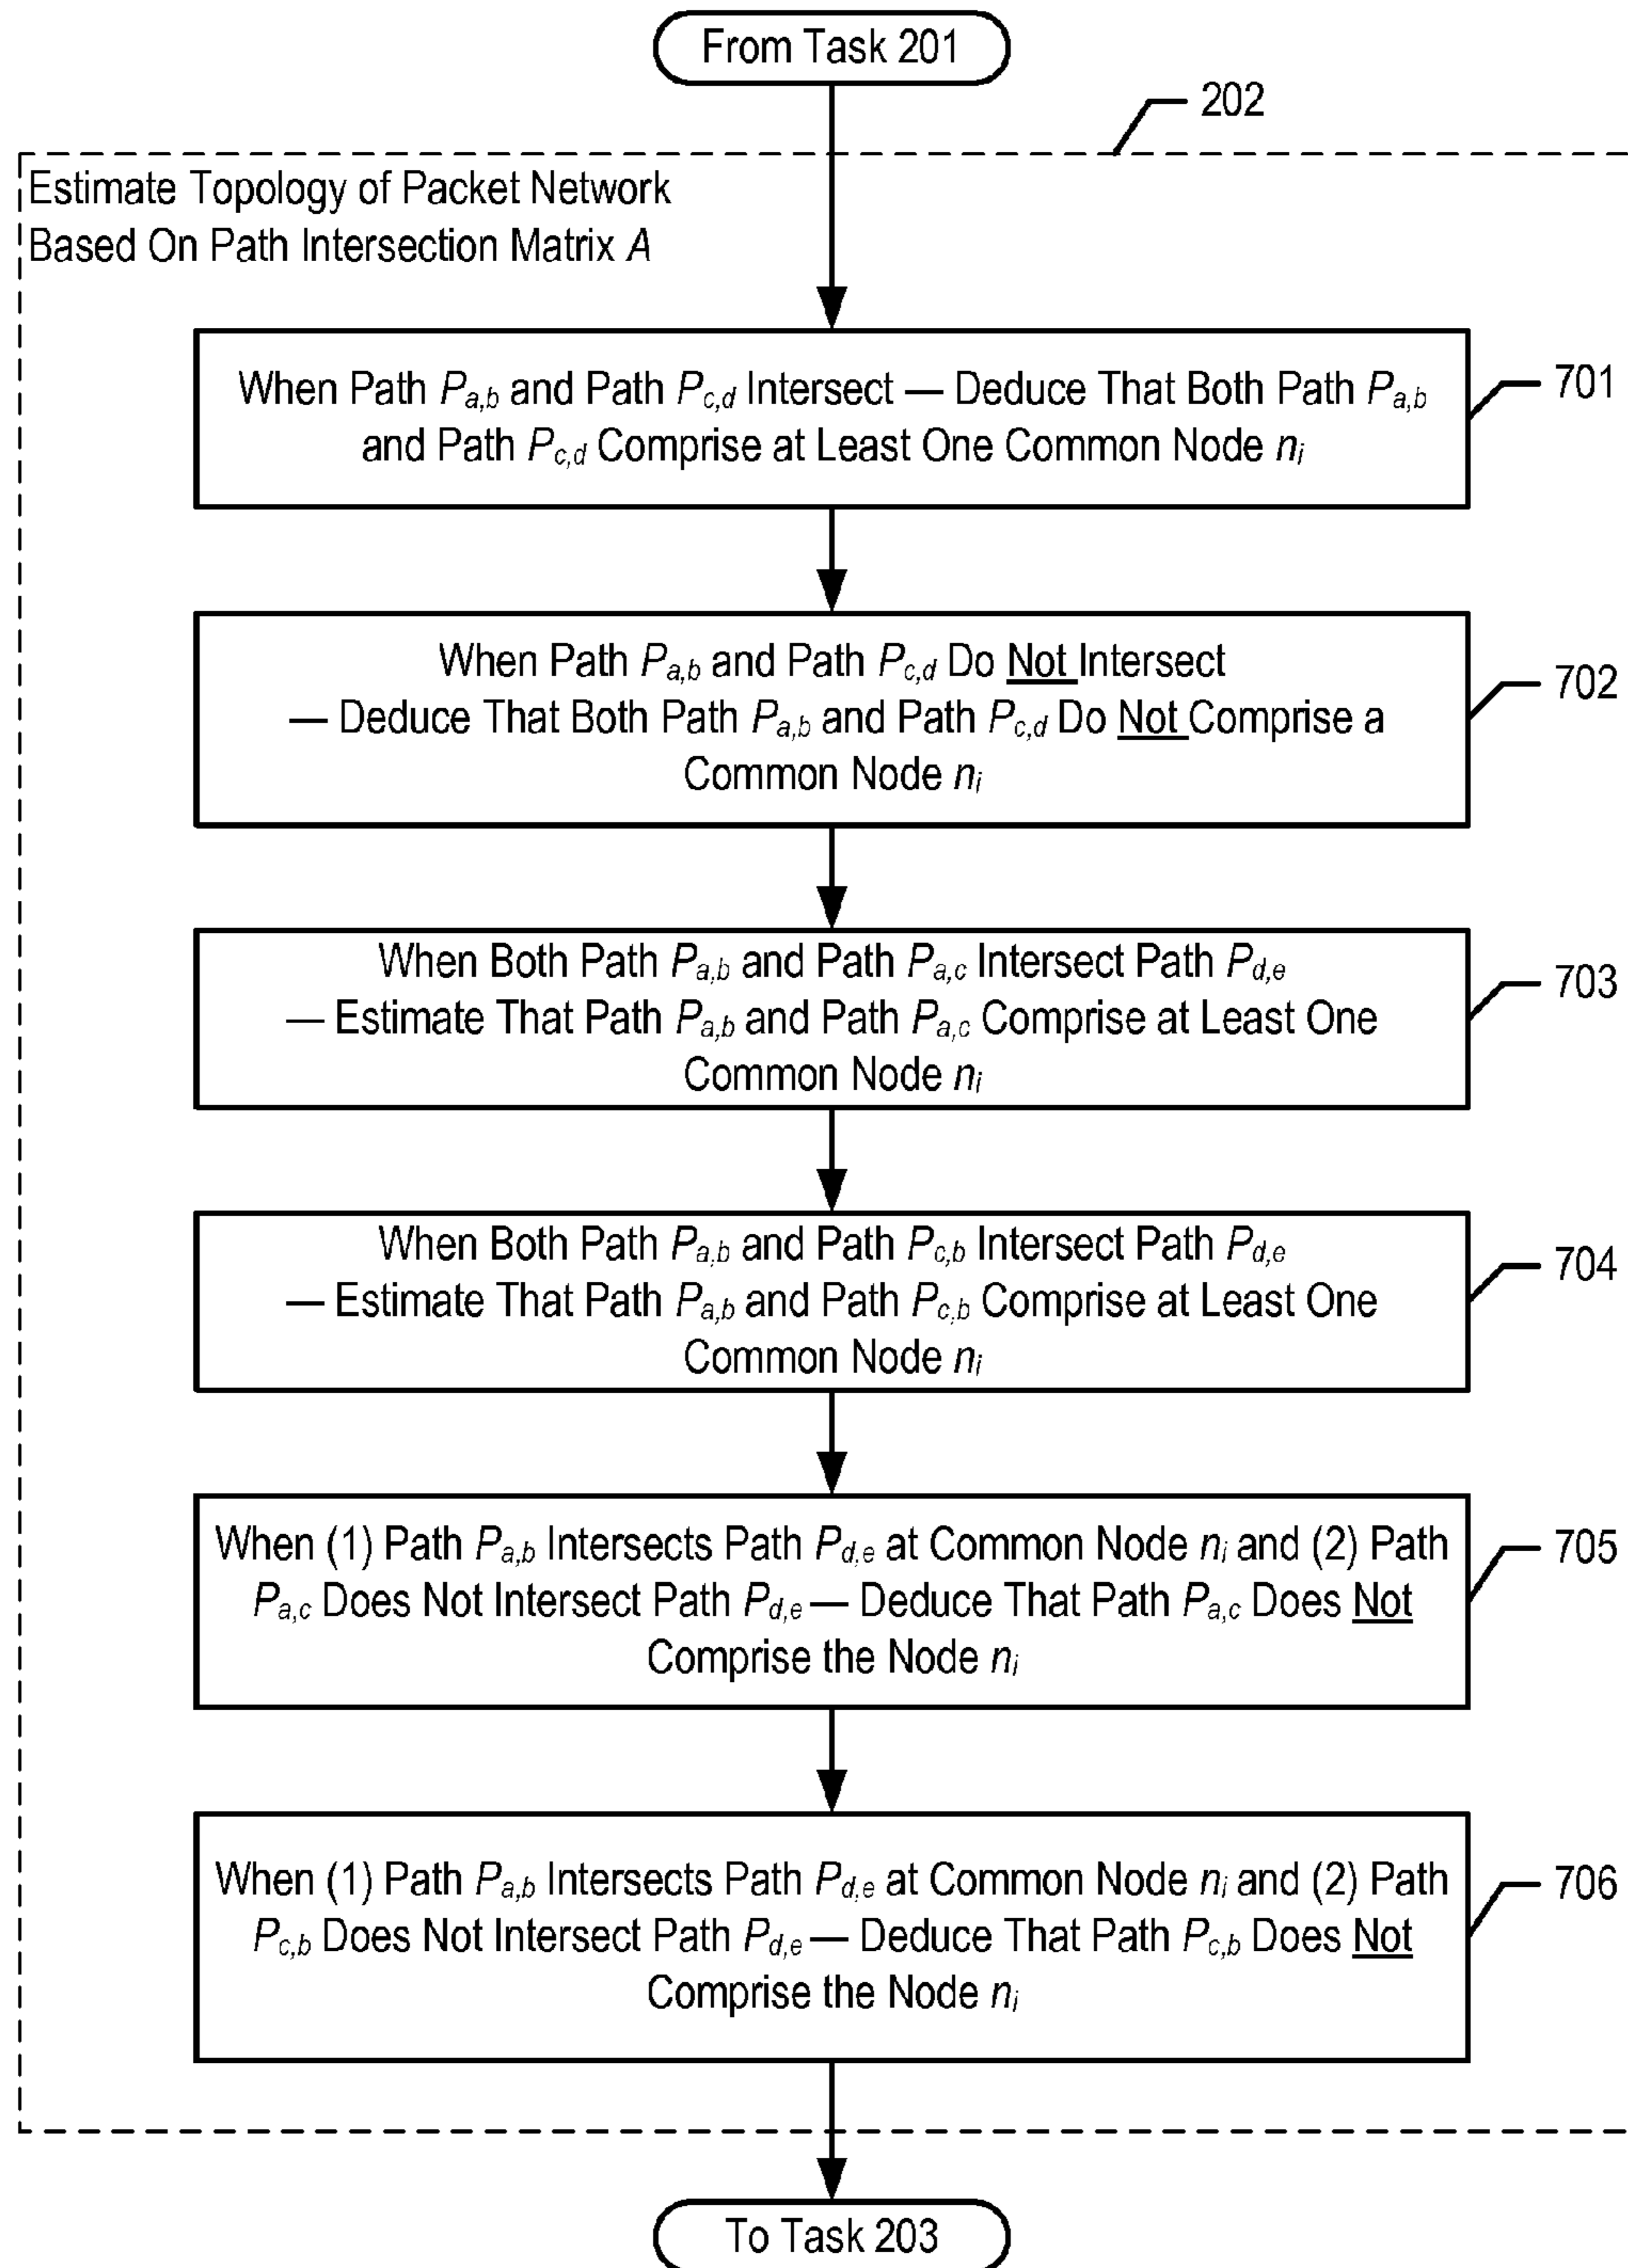 From Task 201
202
Estimate Topology of Packet Network
Based On Path Intersection Matrix A
When Path Pa,b and Path Pc,d Intersect — Deduce That Both Path Pa,b
and Path Pc,d Comprise at Least One Common Node ni
701
When Path Pa,b and Path Pc,d Do Not Intersect
— Deduce That Both Path Pa,b and Path Pc,d Do Not Comprise a
Common Node ni
702
When Both Path Pa,b and Path Pa,c Intersect Path Pd,e
— Estimate That Path Pa,b and Path Pa,c Comprise at Least One
Common Node ni
703
When Both Path Pa,b and Path Pc,b Intersect Path Pd,e
— Estimate That Path Pa,b and Path Pc,b Comprise at Least One
Common Node ni
704
When (1) Path Pa,b Intersects Path Pd,e at Common Node ni and (2) Path
Pa,c Does Not Intersect Path Pd,e — Deduce That Path Pa,c Does Not
Comprise the Node ni
705
When (1) Path Pa,b Intersects Path Pd,e at Common Node ni and (2) Path
Pc,b Does Not Intersect Path Pd,e — Deduce That Path Pc,b Does Not
Comprise the Node ni
706
To Task 203